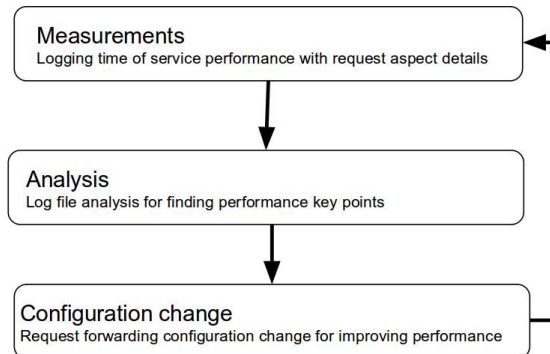 Measurements
Logging time of service performance with request aspect details
Analysis
Log file analysis for finding performance key points
Configuration change
Request forwarding configuration change for improving performance